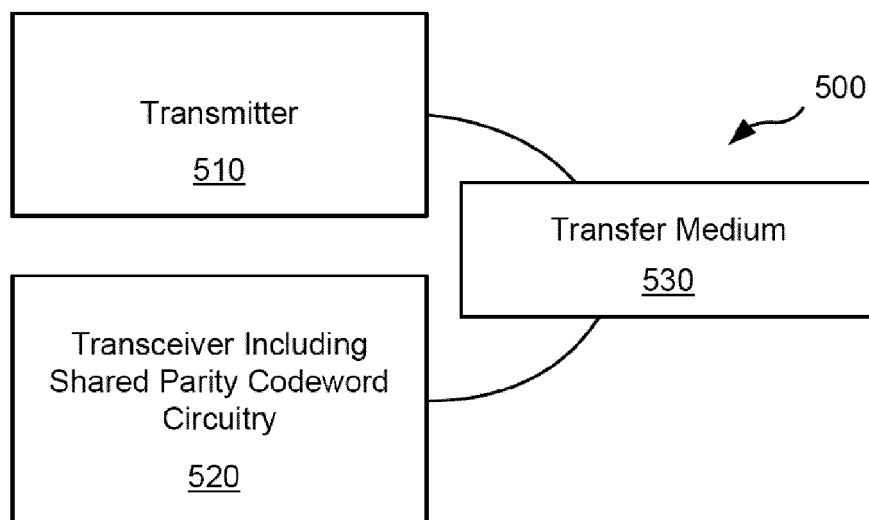 Transmitter
510
500
Transfer Medium
530
Transceiver Including
Shared Parity Codeword
Circuitry
520